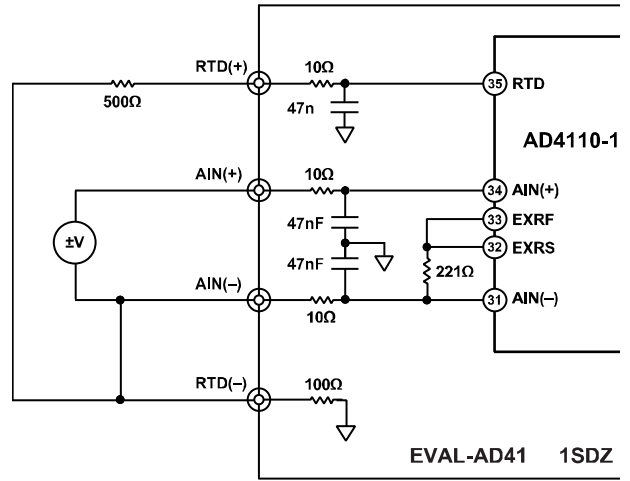 RTD(+)
10Ω
500Ω
47n
35 RTD
AD4110-1
AIN(+)
10Ω
34 AIN(+)
33 EXRF
32 EXRS
47nF
±V
47nF
221Ω
AIN(–)
10Ω
31 AIN(–)
RTD(–)
100Ω
EVAL-AD41 1SDZ